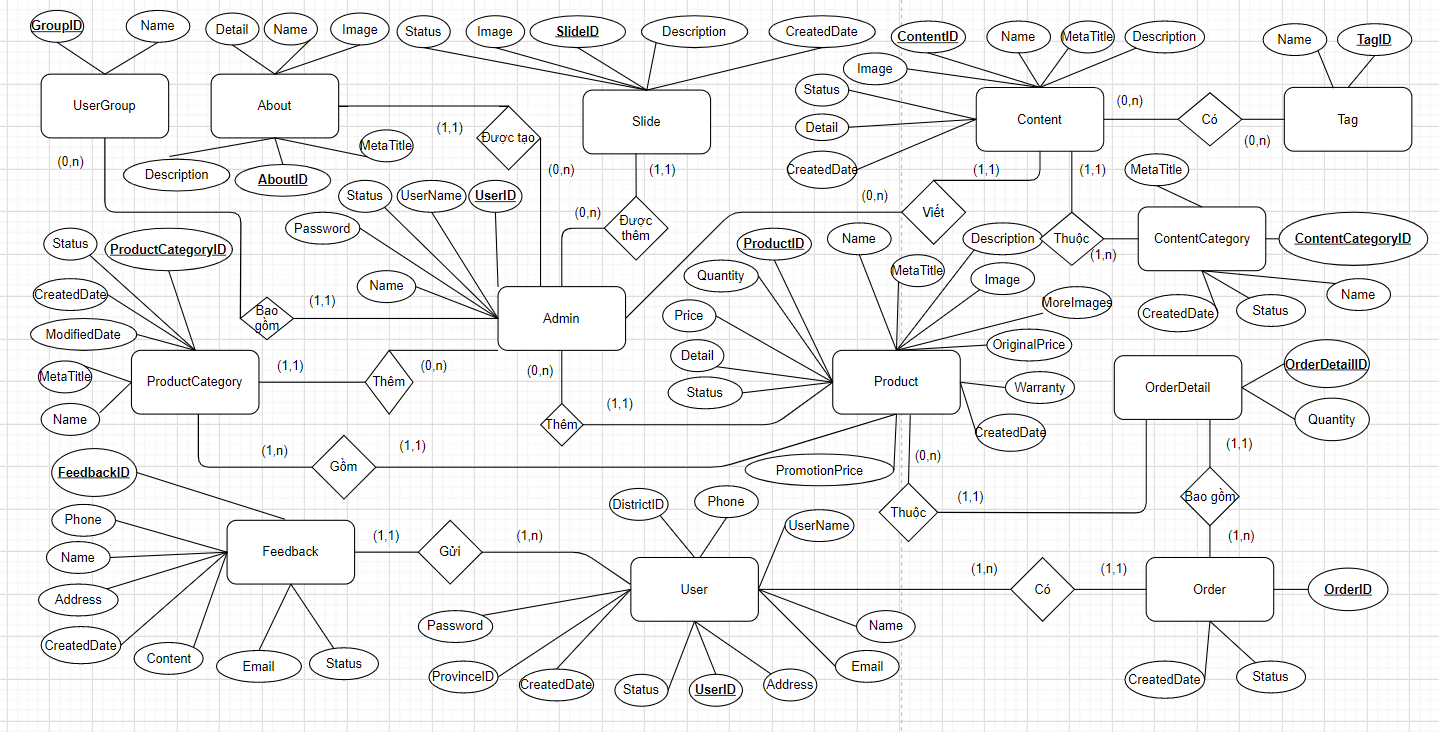 GroupID
Name
Detail
Name
Image
Status
Image
SlideID
Description
CreatedDate
ContentID
Name
MetaTitle
Description
Name
TagID
Image
Status
Detail
CreatedDate
UserGroup
About
Slide
Content
Tag
(0,n)
Có
(0,n)
(1,1)
Được tạo
(0,n)
MetaTitle
Description
AboutID
(0,n)
(1,1)
(1,1)
(1,1)
MetaTitle
Status
UserName
UserID
Password
(0,n)
Được
thêm
(0,n)
Viết
Thuộc
(1,n)
ContentCategory
ContentCategoryID
CreatedDate
Status
Name
Status
ProductCategoryID
CreatedDate
ModifiedDate
MetaTitle
Name
Name
Bao
gồm
(1,1)
Admin
ProductID
Name
Description
Quantity
MetaTitle
Image
Price
MoreImages
Detail
OriginalPrice
Status
Warranty
CreatedDate
PromotionPrice
Product
ProductCategory
(1,1)
Thêm
(0,n)
(0,n)
Thêm
(1,1)
(1,n)
Gồm
(1,1)
OrderDetail
OrderDetailID
Quantity
(1,1)
Bao gồm
(1,n)
(0,n)
Thuộc
(1,1)
FeedbackID
Phone
Name
Address
CreatedDate
Content
Email
Status
Feedback
(1,1)
Gửi
(1,n)
DistrictID
Phone
UserName
User
Password
ProvinceID
CreatedDate
Status
UserID
Address
Email
Name
(1,n)
Có
(1,1)
Order
OrderID
CreatedDate
Status